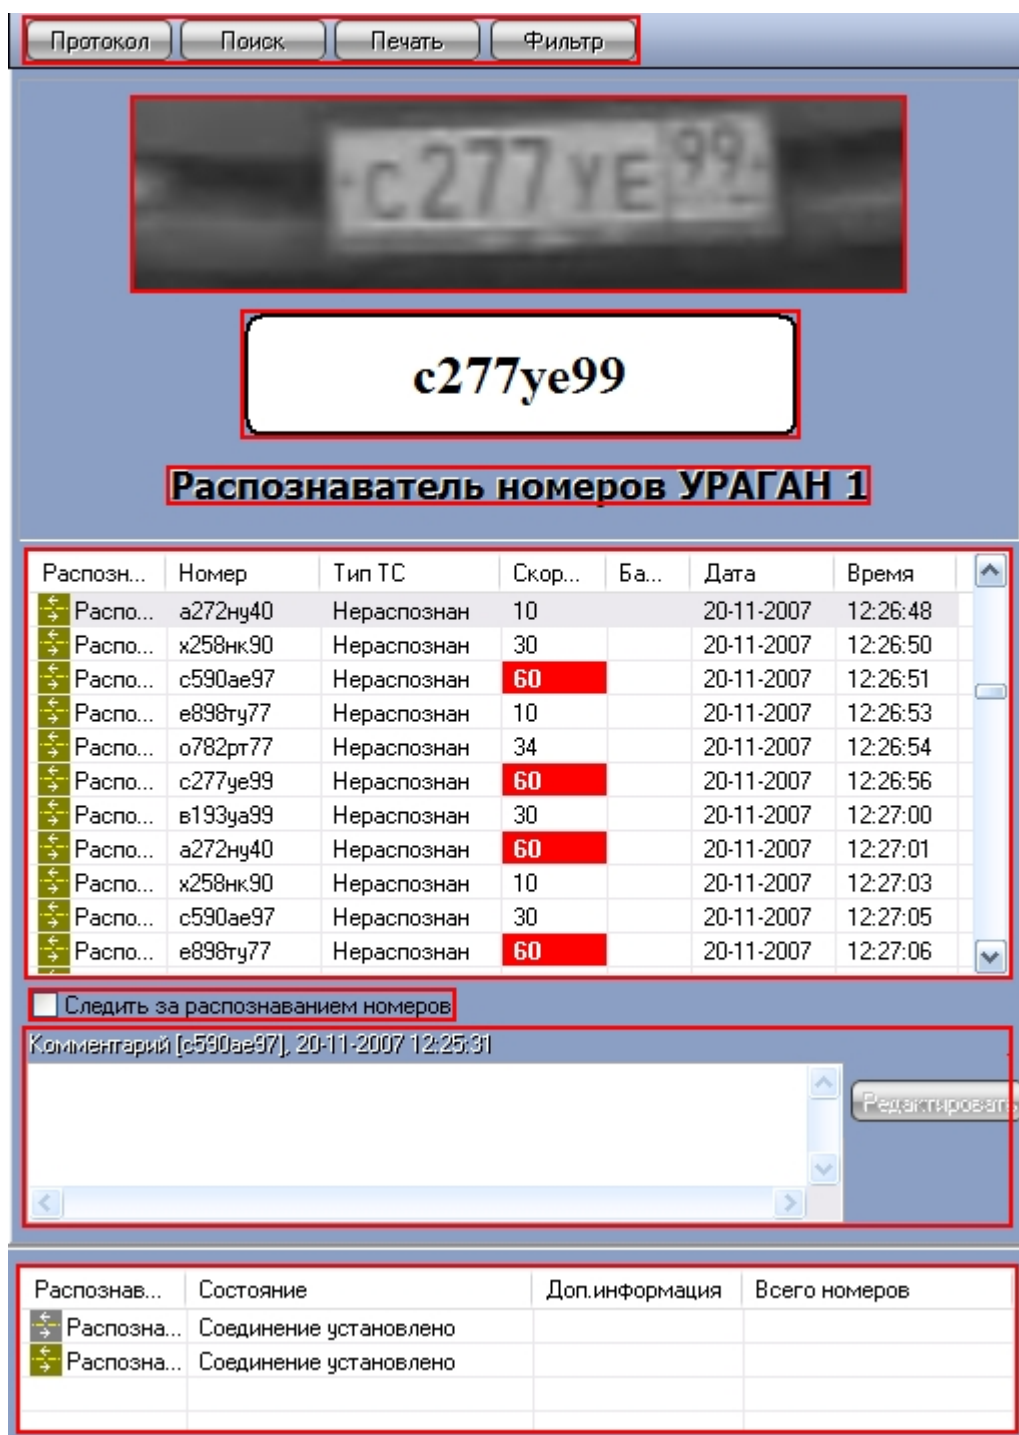 Протокол Поиск Печать Фильтр
С277УЕ 99
с277уе99
Распознаватель номеров УРАГАН 1
Распозн... Номер Тип ТС Скор... Ба... Дата Время
Распо... а272ну40 Нераспознан 10 20-11-2007 12:26:48
Распо... х258нк90 Нераспознан 30 20-11-2007 12:26:50
Распо... с590ае97 Нераспознан 60 20-11-2007 12:26:51
Распо... е898ту77 Нераспознан 10 20-11-2007 12:26:53
Распо... о782рт77 Нераспознан 34 20-11-2007 12:26:54
Распо... с277уе99 Нераспознан 60 20-11-2007 12:26:56
Распо... в193уа99 Нераспознан 30 20-11-2007 12:27:00
Распо... а272ну40 Нераспознан 60 20-11-2007 12:27:01
Распо... х258нк90 Нераспознан 10 20-11-2007 12:27:03
Распо... с590ае97 Нераспознан 30 20-11-2007 12:27:05
Распо... е898ту77 Нераспознан 60 20-11-2007 12:27:06
Следить за распознаванием номеров
Комментарий [с590ае97], 20-11-2007 12:25:31
Редактировать
Распознав... Состояние Доп.информация Всего номеров
Распозна... Соединение установлено
Распозна... Соединение установлено